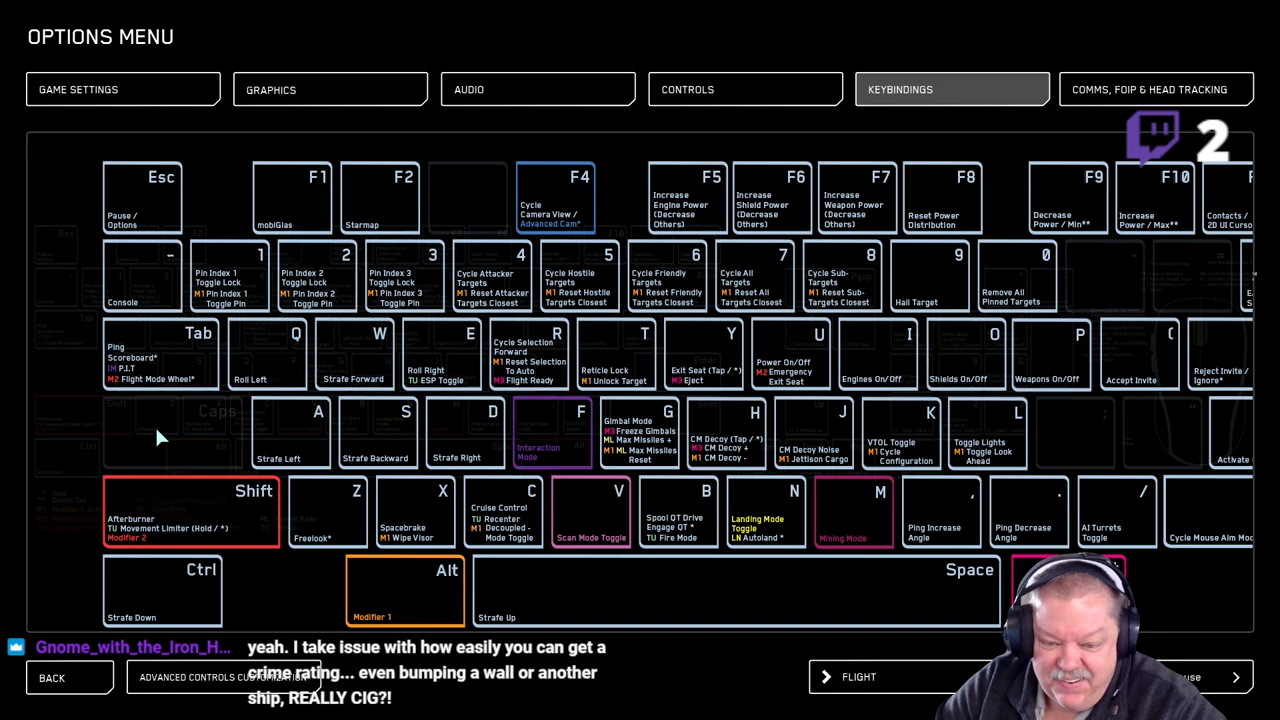 OPTIONS MENU
GAME SETTINGS
GRAPHICS
AUDIO
CONTROLS
KEYBINDINGS
COMMS, FOIP & HEAD TRACKING
2
Esc
Pause /
Options
F1
mobiGlas
F2
Starmap
F4
Cycle
Camera View /
Advanced Cam*
F5
Increase
Engine Power
(Decrease
Others)
F6
Increase
Shield Power
(Decrease
Others)
F7
Increase
Weapon Power
(Decrease
Others)
F8
Reset Power
Distribution
F9
Decrease
Power / Min**
F10
Increase
Power / Max**
Contacts /
2D UI Cursor
~
Console
1
Pin Index 1
Toggle Lock
M1 Pin Index 1
Toggle Pin
2
Pin Index 2
Toggle Lock
M1 Pin Index 2
Toggle Pin
3
Pin Index 3
Toggle Lock
M1 Pin Index 3
Toggle Pin
4
Cycle Attacker
Targets
M1 Reset Attacker
Targets Closest
5
Cycle Hostile
Targets
M1 Reset Hostile
Targets Closest
6
Cycle Friendly
Targets
M1 Reset Friendly
Targets Closest
7
Cycle All
Targets
M1 Reset All
Targets Closest
8
Cycle Sub-
Targets
M1 Reset Sub-
Targets Closest
9
Hail Target
0
Remove All
Pinned Targets
Tab
Ping
Scoreboard*
IM P.I.T
M2 Flight Mode Wheel*
Q
Roll Left
W
Strafe Forward
E
Roll Right
TU ESP Toggle
R
Cycle Selection
Forward
M1 Reset Selection
To Auto
M3 Flight Ready
T
Reticle Lock
M1 Unlock Target
Y
Exit Seat (Tap / *)
M3 Eject
U
Power On/Off
M2 Emergency
Exit Seat
I
Engines On/Off
O
Shields On/Off
P
Weapons On/Off
Accept Invite
Reject Invite /
Ignore*
Caps
A
Strafe Left
S
Strafe Backward
D
Strafe Right
F
Interaction
Mode
G
Gimbal Mode
M3 Freeze Gimbals
ML Max Missiles +
M1 ML Max Missiles
Reset
H
CM Decoy (Tap / *)
M3 CM Decoy +
M1 CM Decoy -
J
CM Decoy Noise
M1 Jettison Cargo
K
VTOL Toggle
M1 Cycle
Configuration
L
Toggle Lights
M1 Toggle Look
Ahead
Activate
Shift
Afterburner
TU Movement Limiter (Hold / *)
Modifier 2
Z
Freelook*
X
Spacebrake
M1 Wipe Visor
C
Cruise Control
TU Recenter
M1 Decoupled -
Mode Toggle
V
Scan Mode Toggle
B
Spool QT Drive
Engage QT *
TU Fire Mode
N
Landing Mode
Toggle
LN Autoland *
M
Mining Mode
,
Ping Increase
Angle
.
Ping Decrease
Angle
/
AI Turrets
Toggle
Cycle Mouse Aim Mod
Ctrl
Strafe Down
Alt
Modifier 1
Space
Strafe Up
Gnome_with_the_Iron_H... yeah. I take issue with how easily you can get a
crime rating... even bumping a wall or another
ship, REALLY CIG?!
BACK
ADVANCED CONTROLS CUSTOMIZATION
FLIGHT